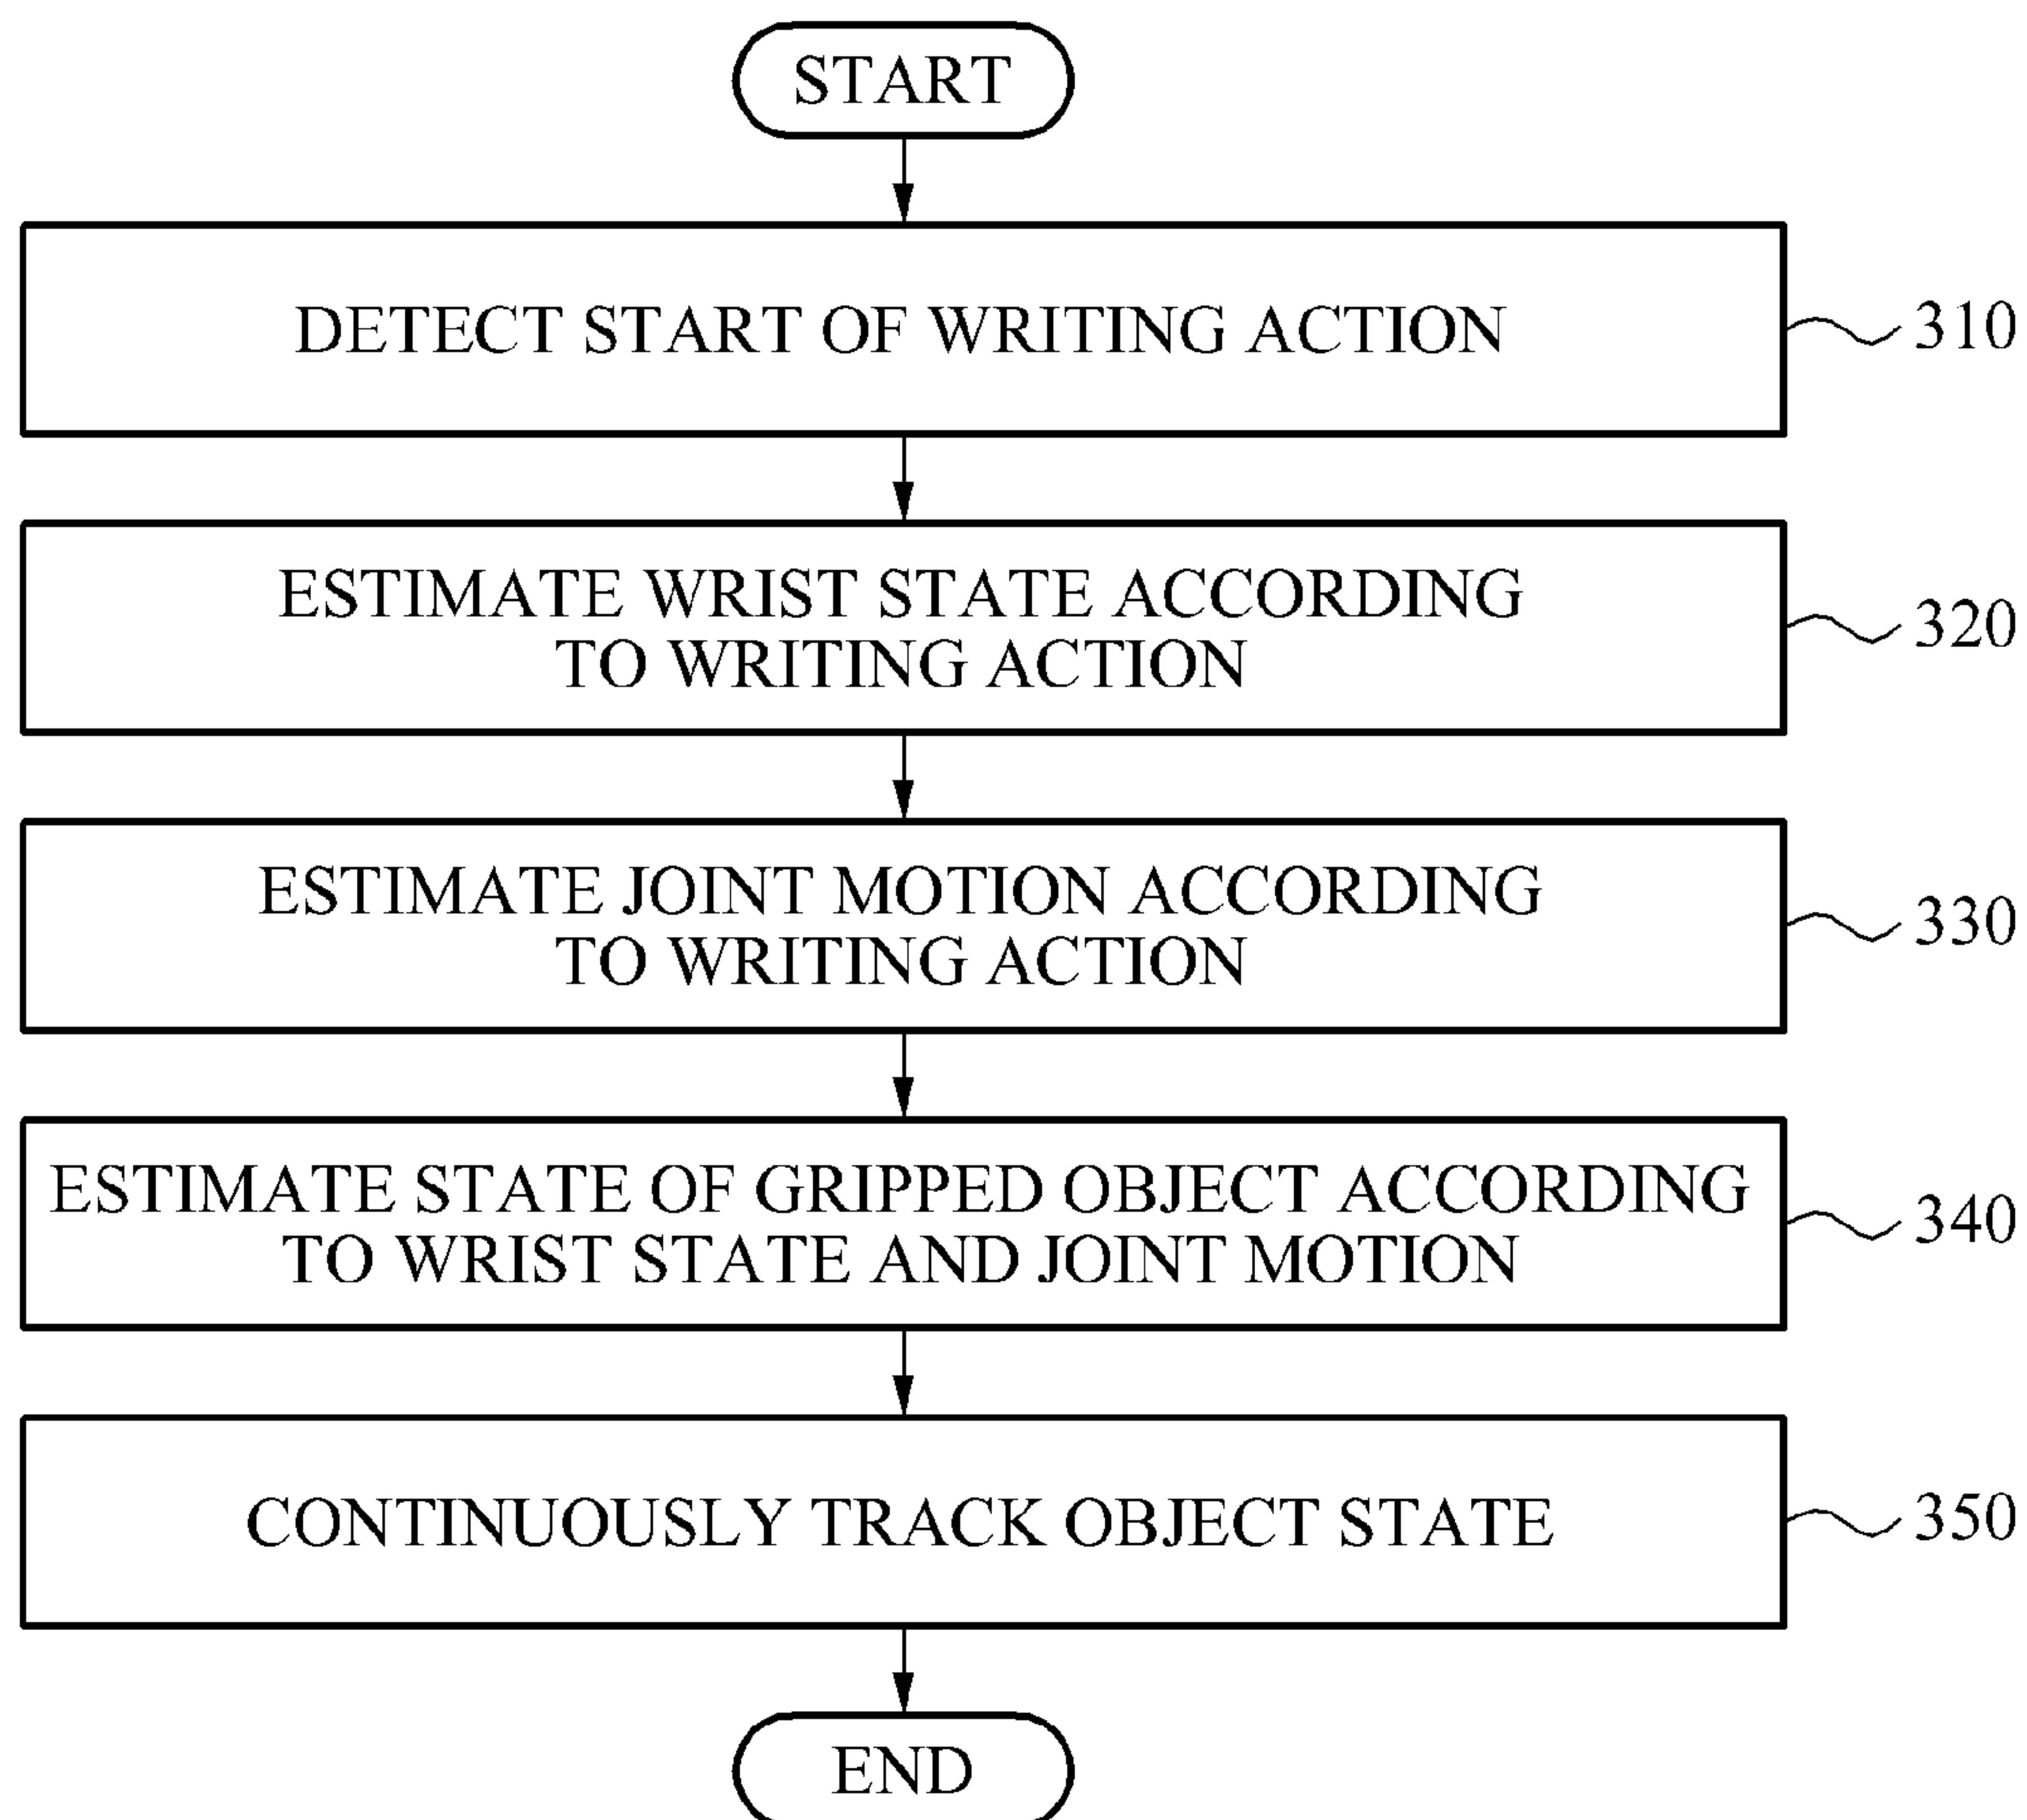 START
DETECT START OF WRITING ACTION
310
ESTIMATE WRIST STATE ACCORDING
TO WRITING ACTION
320
ESTIMATE JOINT MOTION ACCORDING
TO WRITING ACTION
330
ESTIMATE STATE OF GRIPPED OBJECT ACCORDING
TO WRIST STATE AND JOINT MOTION
340
CONTINUOUSLY TRACK OBJECT STATE
350
END